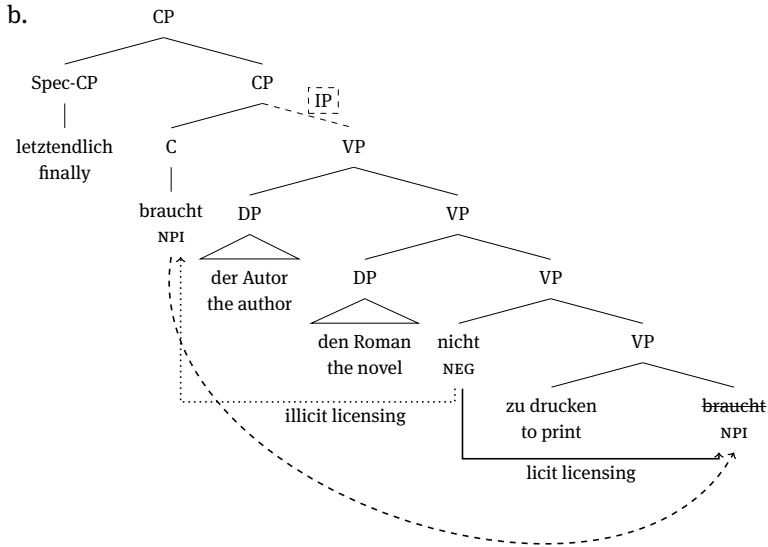 b.
CP
Spec-CP CP
IP
letztendlich C VP
finally
braucht DP VP
NPI
der Autor DP VP
the author
den Roman nicht VP
the novel NEG
illicit licensing zu drucken braucht
to print NPI
licit licensing